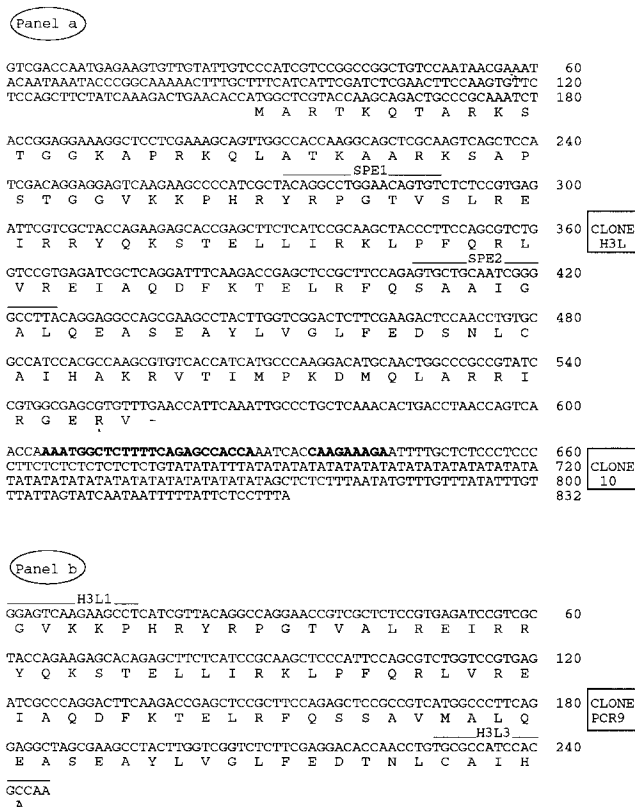 Panel a
GTCGACCAATGAGAAGTGTTGTATTGTCCCATCGTCCGGCCGGCTGTCCAATAACGAAAT 60
ACAATAAATACCCGGCAAAAACTTTGCTTTCATCATTCGATCTCGAACTTCCAAGTGTTC 120
TCCAGCTTCTATCAAAGACTGAACACCATGGCTCGTACCAAGCAGACTGCCCGCAAATCT 180
M A R T K Q T A R K S
ACCGGAGGAAAGGCTCCTCGAAAGCAGTTGGCCACCAAGGCAGCTCGCAAGTCAGCTCCA 240
T G G K A P R K Q L A T K A A R K S A P
SPE1
TCGACAGGAGGAGTCAAGAAGCCCCATCGCTACAGGCCTGGAACAGTGTCTCTCCGTGAG 300
S T G G V K K P H R Y R P G T V S L R E
ATTCGTCGCTACCAGAAGAGCACCGAGCTTCTCATCCGCAAGCTACCCTTCCAGCGTCTG 360
CLONE
H3L
I R R Y Q K S T E L L I R K L P F Q R L
SPE2
GTCCGTGAGATCGCTCAGGATTTCAAGACCGAGCTCCGCTTCCAGAGTGCTGCAATCGGG 420
V R E I A Q D F K T E L R F Q S A A I G
GCCTTACAGGAGGCCAGCGAAGCCTACTTGGTCGGACTCTTCGAAGACTCCAACCTGTGC 480
A L Q E A S E A Y L V G L F E D S N L C
GCCATCCACGCCAAGCGTGTCACCATCATGCCCAAGGACATGCAACTGGCCCGCCGTATC 540
A I H A K R V T I M P K D M Q L A R R I
CGTGGCGAGCGTGTTTGAACCATTCAAATTGCCCTGCTCAAACACTGACCTAACCAGTCA 600
R G E R V -
ACCAAAATGGCTCTTTTCAGAGCCACCAAATCACCAAGAAAGAATTTTGCTCTCCCTCCC 660
CTTCTCTCTCTCTCTCTGTATATATTTATATATATATATATATATATATATATATATATA 720
CLONE
10
TATATATATATATATATATATATATATAGCTCTCTTTAATATGTTTGTTTATATTTGT 800
TTATTAGTATCAATAATTTTTATTCTCCTTTA 832
Panel b
H3L1
GGAGTCAAGAAGCCTCATCGTTACAGGCCAGGAACCGTCGCTCTCCGTGAGATCCGTCGC 60
G V K K P H R Y R P G T V A L R E I R R
TACCAGAAGAGCACAGAGCTTCTCATCCGCAAGCTCCCATTCCAGCGTCTGGTCCGTGAG 120
Y Q K S T E L L I R K L P F Q R L V R E
ATCGCCCAGGACTTCAAGACCGAGCTCCGCTTCCAGAGCTCCGCCGTCATGGCCCTTCAG 180
CLONE
PCR9
I A Q D F K T E L R F Q S S A V M A L Q
H3L3
GAGGCTAGCGAAGCCTACTTGGTCGGTCTCTTCGAGGACACCAACCTGTGCGCCATCCAC 240
E A S E A Y L V G L F E D T N L C A I H
GCCAA
A